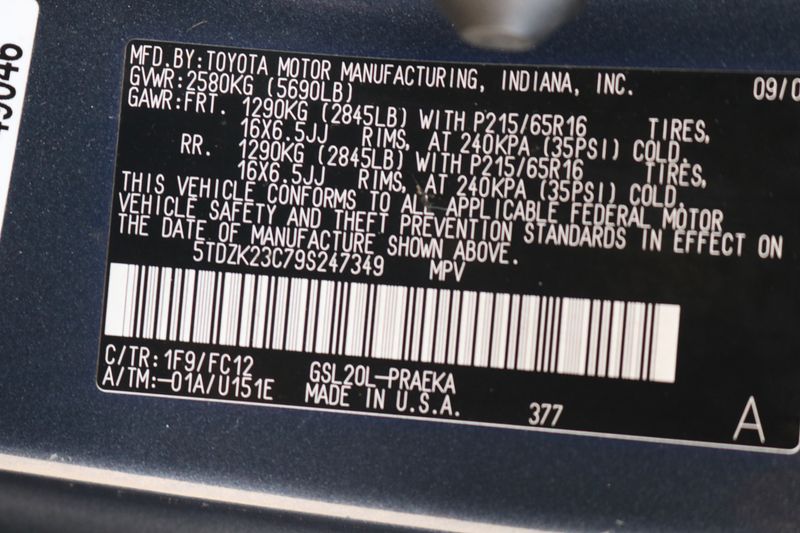 49046
MFD.BY:TOYOTA MOTOR MANUFACTURING, INDIANA, INC. 09/0
GVWR:2580KG (5690LB)
GAWR:FRT. 1290KG (2845LB) WITH P215/65R16 TIRES,
16X6.5JJ RIMS, AT 240KPA (35PSI) COLD.
RR. 1290KG (2845LB) WITH P215/65R16 TIRES,
16X6.5JJ RIMS, AT 240KPA (35PSI) COLD.
THIS VEHICLE CONFORMS TO ALL APPLICABLE FEDERAL MOTOR
VEHICLE SAFETY AND THEFT PREVENTION STANDARDS IN EFFECT ON
THE DATE OF MANUFACTURE SHOWN ABOVE.
5TDZK23C79S247349 MPV
C/TR:1F9/FC12 GSL20L-PRAEKA
A/TM:-01A/U151E MADE IN U.S.A. 377 A